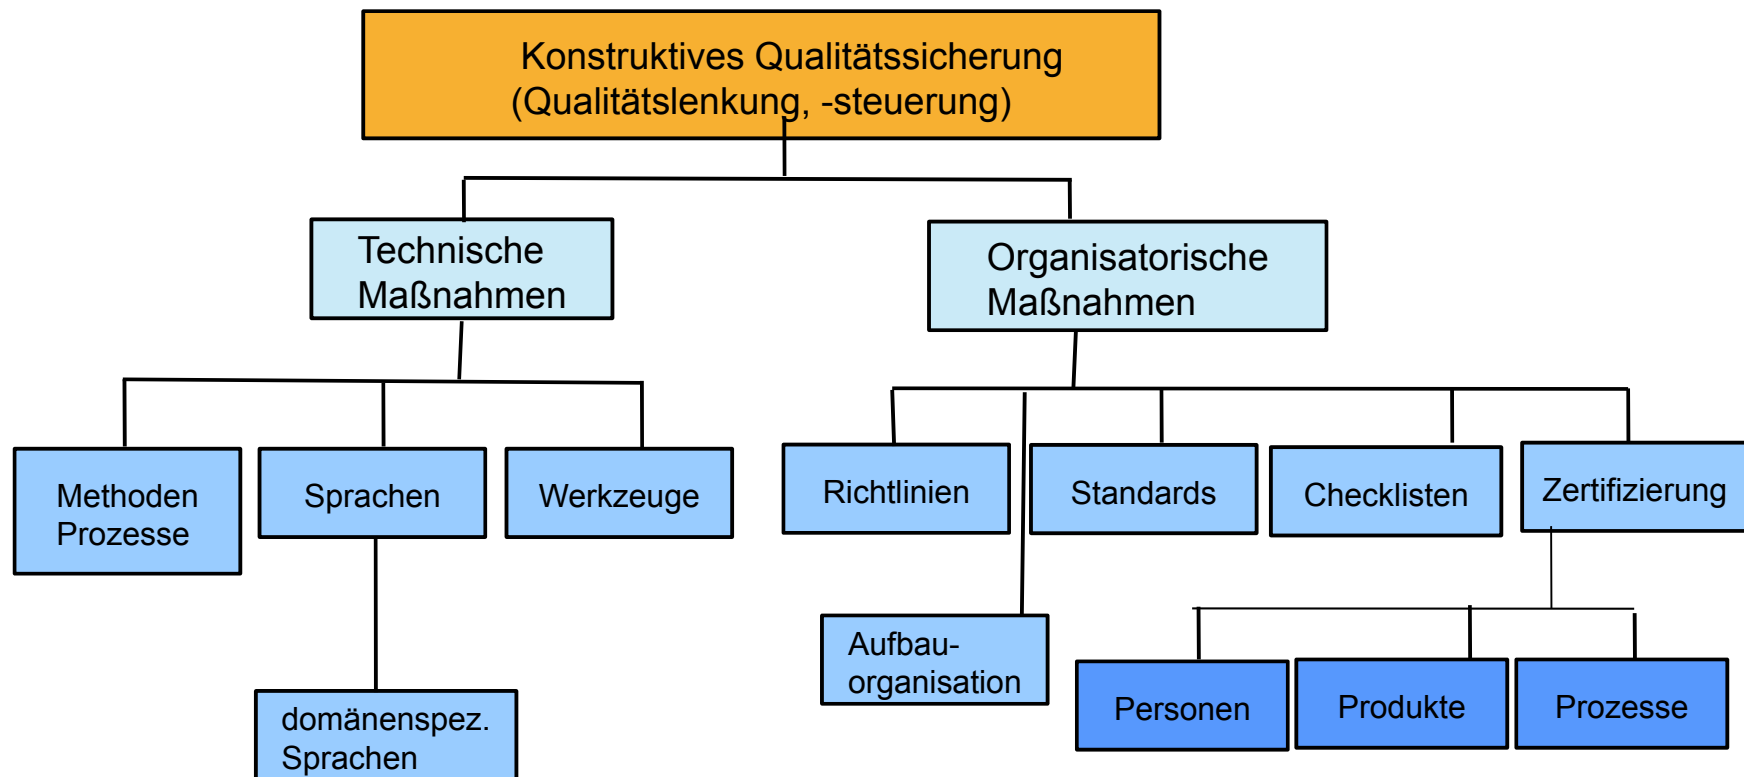 Konstruktives Qualitätssicherung
(Qualitätslenkung, -steuerung)
Technische
Maßnahmen
Organisatorische
Maßnahmen
Methoden
Prozesse
Sprachen
Werkzeuge
Richtlinien
Standards
Checklisten
Zertifizierung
Aufbau-
organisation
Personen
Produkte
Prozesse
domänenspez.
Sprachen